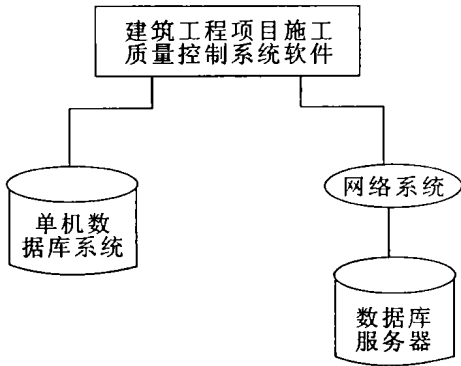 建筑工程项目施工
质量控制系统软件
单机数
据库系统
网络系统
数据库
服务器